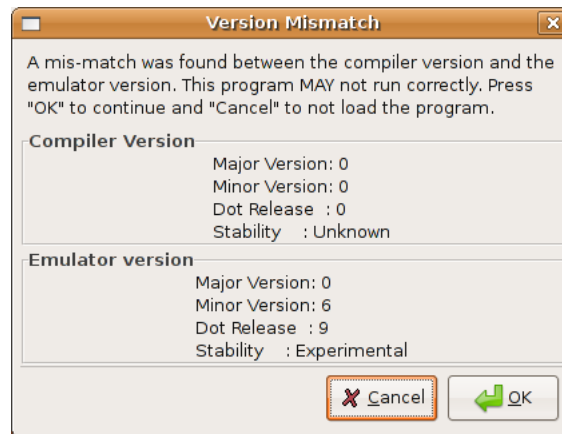 Version Mismatch
A mis-match was found between the compiler version and the
emulator version. This program MAY not run correctly. Press
"OK" to continue and "Cancel" to not load the program.
Compiler Version
Major Version: 0
Minor Version: 0
Dot Release : 0
Stability : Unknown
Emulator version
Major Version: 0
Minor Version: 6
Dot Release : 9
Stability : Experimental
Cancel
OK